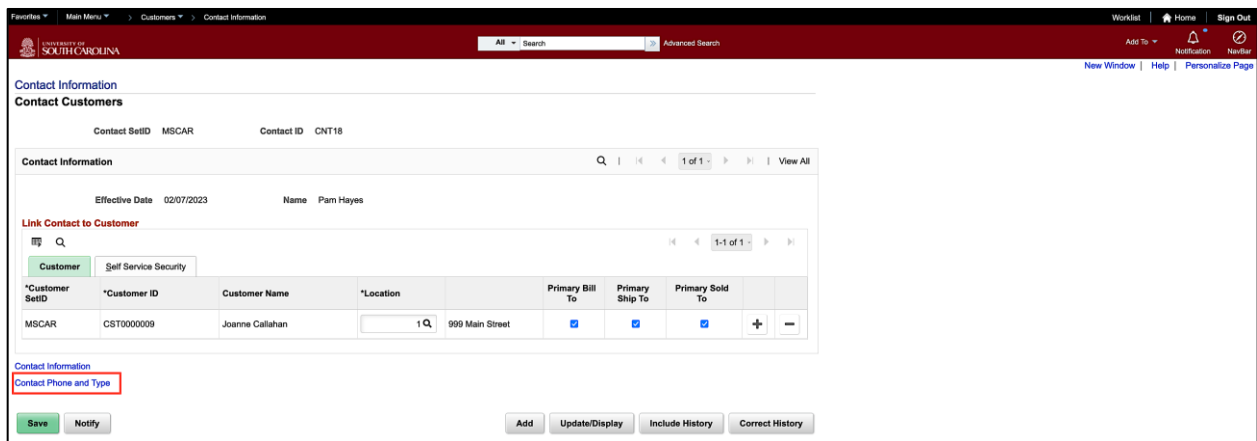 Favorites Main Menu > Customers > Contact Information Worklist Home Sign Out
UNIVERSITY OF
SOUTH CAROLINA
All Search Advanced Search Add To Notification NavBar
New Window | Help | Personalize Page
Contact Information
Contact Customers
Contact SetID MSCAR Contact ID CNT18
Contact Information 1 of 1 | View All
Effective Date 02/07/2023 Name Pam Hayes
Link Contact to Customer
1-1 of 1
Customer Self Service Security
*Customer SetID *Customer ID Customer Name *Location Primary Bill To Primary Ship To Primary Sold To
MSCAR CST0000009 Joanne Callahan 1 999 Main Street
Contact Information
Contact Phone and Type
Save Notify Add Update/Display Include History Correct History